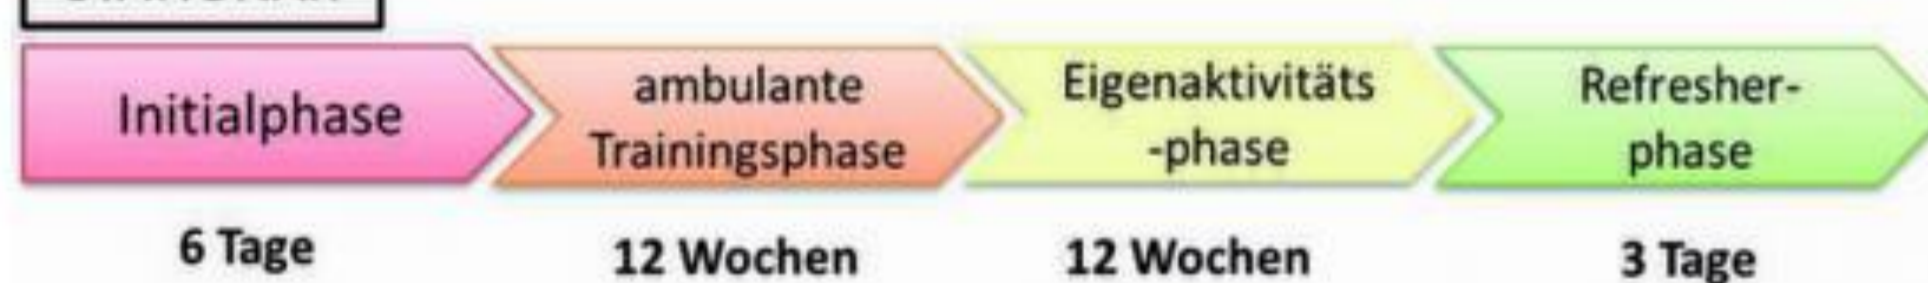 Initialphase
ambulante
Trainingsphase
Eigenaktivitäts
-phase
Refresher-
phase
6 Tage
12 Wochen
12 Wochen
3 Tage